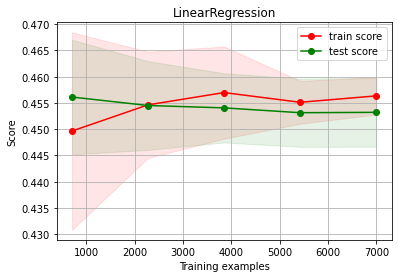 LinearRegression
0.470
0.465
0.460
0.455
0.450
0.445
0.440
0.435
0.430
Score
train score
test score
1000 2000 3000 4000 5000 6000 7000
Training examples